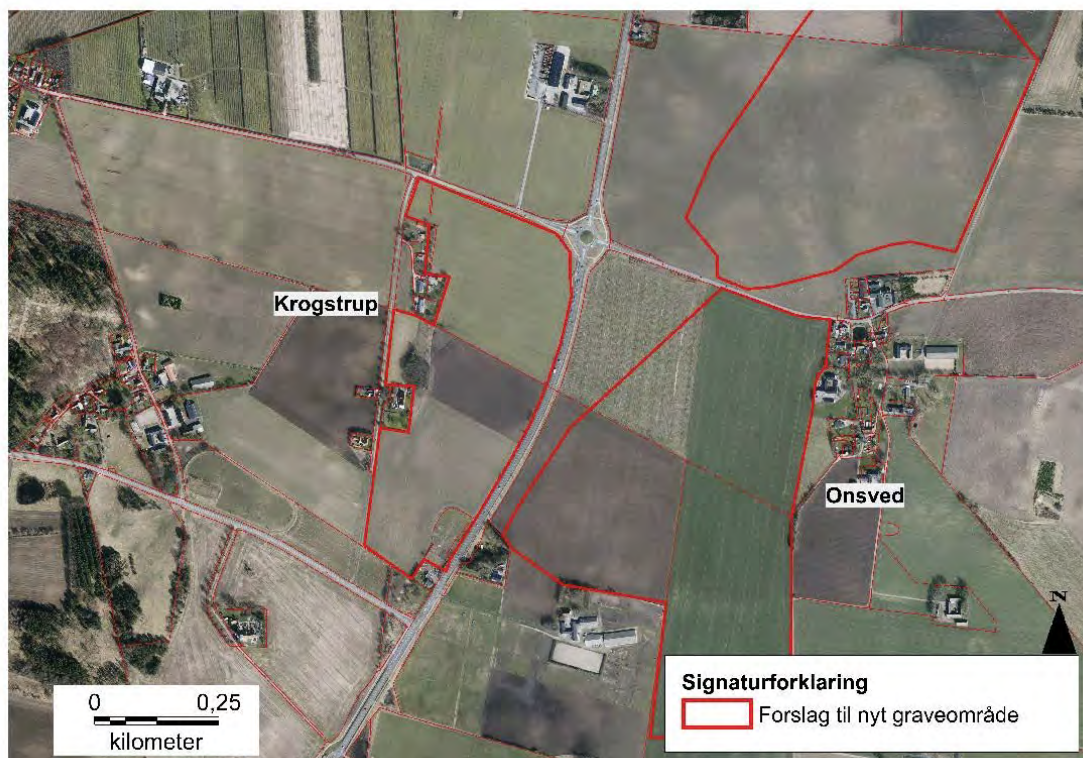 Krogstrup
Onsved
N
0 0,25
kilometer
Signaturforklaring
Forslag til nyt graveområde